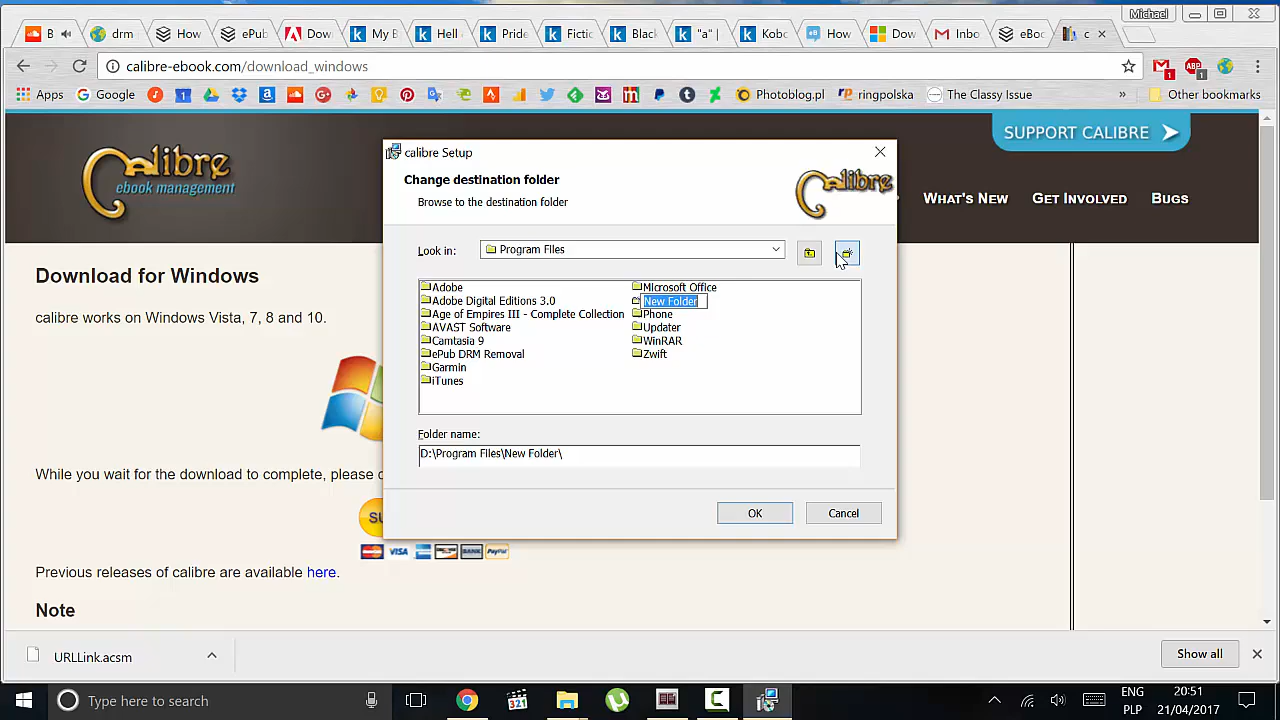 Michael
B
drm
How
ePub
Dow
My B
Hell
Pride
Fictio
Black
"a" |
Kobo
How
Dow
Inbo
eBoo
c
calibre-ebook.com/download_windows
1
1
Apps
Google
Photoblog.pl
ringpolska
The Classy Issue
»
Other bookmarks
SUPPORT CALIBRE
Calibre
ebook management
WHAT'S NEW
GET INVOLVED
BUGS
calibre Setup
Change destination folder
Browse to the destination folder
Calibre
Look in:
Program Files
Adobe
Adobe Digital Editions 3.0
Age of Empires III - Complete Collection
AVAST Software
Camtasia 9
ePub DRM Removal
Garmin
iTunes
Microsoft Office
New Folder
Phone
Updater
WinRAR
Zwift
Folder name:
D:\Program Files\New Folder\
OK
Cancel
Download for Windows
calibre works on Windows Vista, 7, 8 and 10.
While you wait for the download to complete, please c
SU
VISA
BANK
PayPal
Previous releases of calibre are available here.
Note
URLLink.acsm
Show all
Type here to search
321
ENG
PLP
20:51
21/04/2017